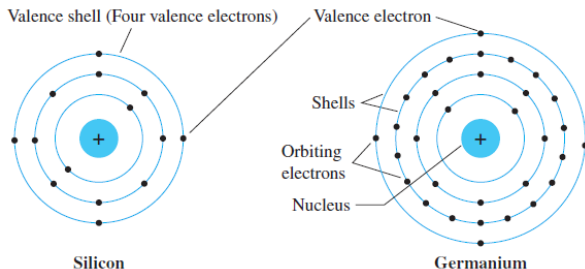 Valence shell (Four valence electrons)
Valence electron
Shells
Orbiting
electrons
Nucleus
+
+
Silicon
Germanium